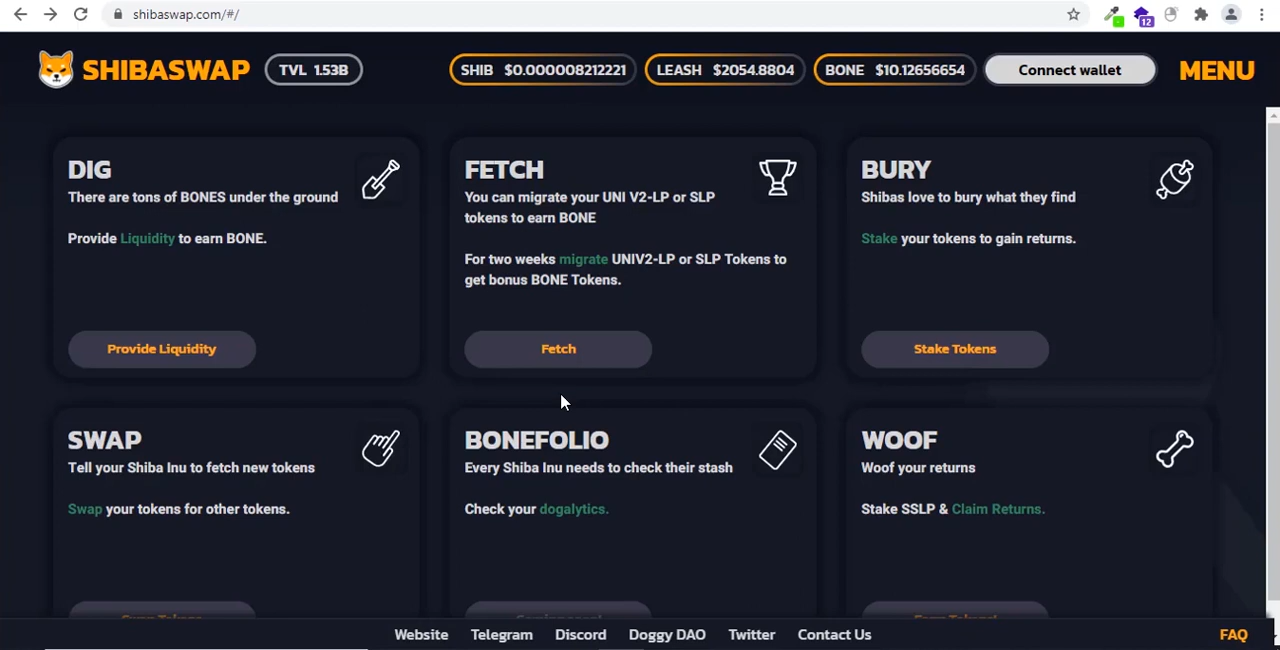 shibaswap.com/#/
12
SHIBASWAP
TVL 1.53B
SHIB $0.000008212221
LEASH $2054.8804
BONE $10.12656654
Connect wallet
MENU
DIG
There are tons of BONES under the ground
Provide Liquidity to earn BONE.
Provide Liquidity
FETCH
You can migrate your UNI V2-LP or SLP
tokens to earn BONE
For two weeks migrate UNIV2-LP or SLP Tokens to
get bonus BONE Tokens.
Fetch
BURY
Shibas love to bury what they find
Stake your tokens to gain returns.
Stake Tokens
SWAP
Tell your Shiba Inu to fetch new tokens
Swap your tokens for other tokens.
BONEFOLIO
Every Shiba Inu needs to check their stash
Check your dogalytics.
WOOF
Woof your returns
Stake SSLP & Claim Returns.
Website
Telegram
Discord
Doggy DAO
Twitter
Contact Us
FAQ